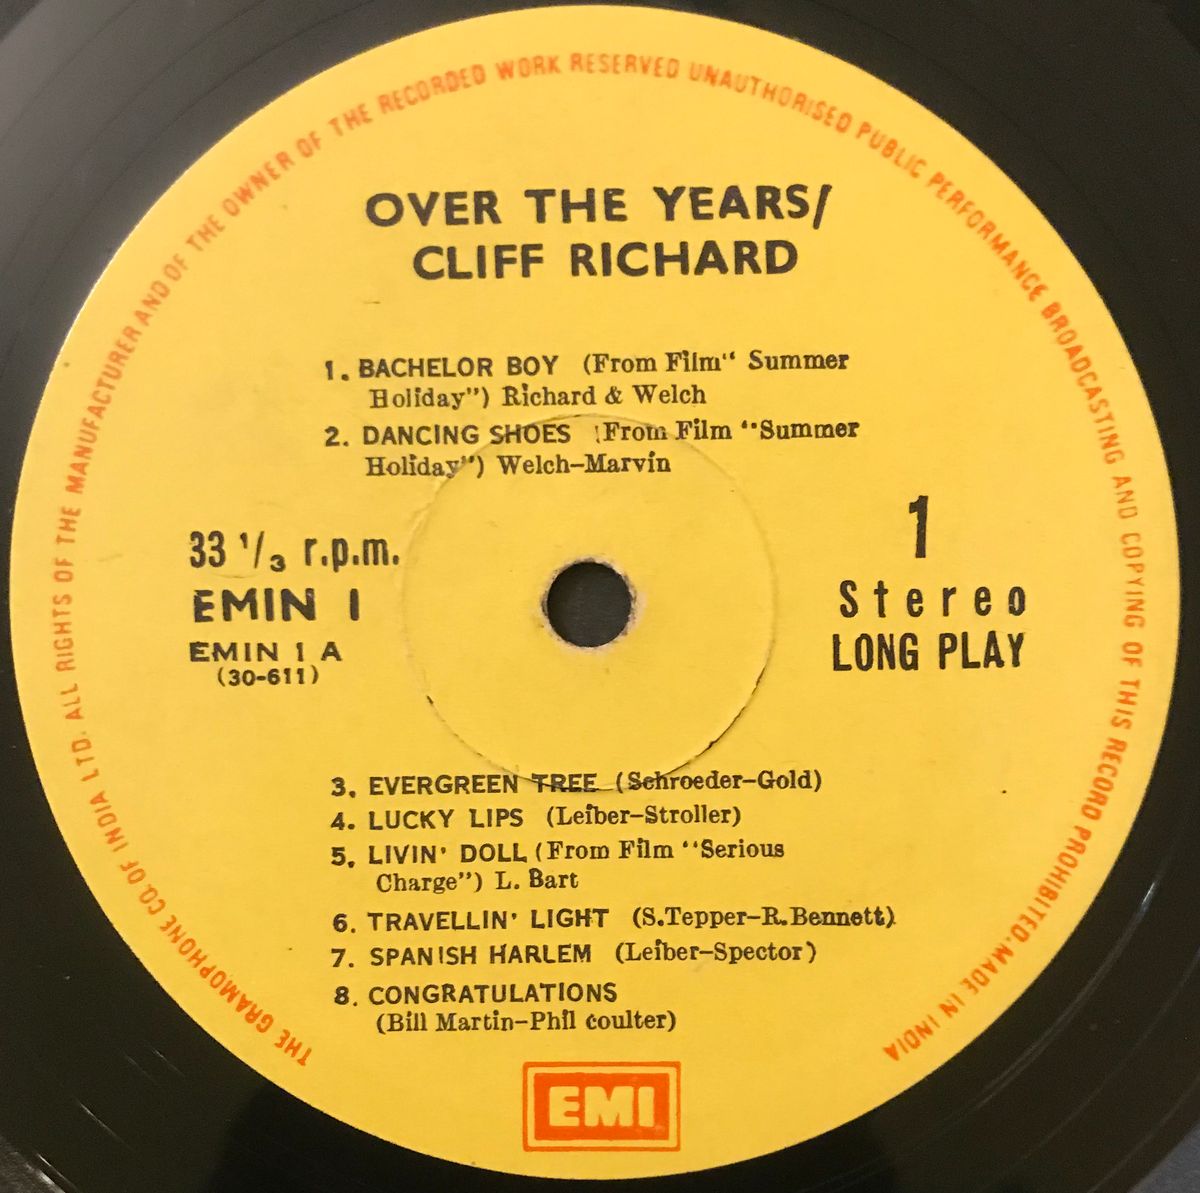 THE GRAMOPHONE CO. OF INDIA LTD. ALL RIGHTS OF THE MANUFACTURER AND OF THE OWNER OF THE RECORDED WORK RESERVED UNAUTHORISED PUBLIC PERFORMANCE BROADCASTING AND COPYING OF THIS RECORD PROHIBITED. MADE IN INDIA
OVER THE YEARS/
CLIFF RICHARD
1. BACHELOR BOY (From Film“ Summer
Holiday”) Richard & Welch
2. DANCING SHOES (From Film “Summer
Holiday”) Welch–Marvin
33 1/3 r.p.m.
EMIN 1
EMIN 1 A
(30-611)
1
Stereo
LONG PLAY
3. EVERGREEN TREE (Schroeder–Gold)
4. LUCKY LIPS (Leiber–Stroller)
5. LIVIN' DOLL (From Film “Serious
Charge”) L. Bart
6. TRAVELLIN' LIGHT (S.Tepper–R.Bennett)
7. SPANISH HARLEM (Leiber–Spector)
8. CONGRATULATIONS
(Bill Martin–Phil coulter)
EMI